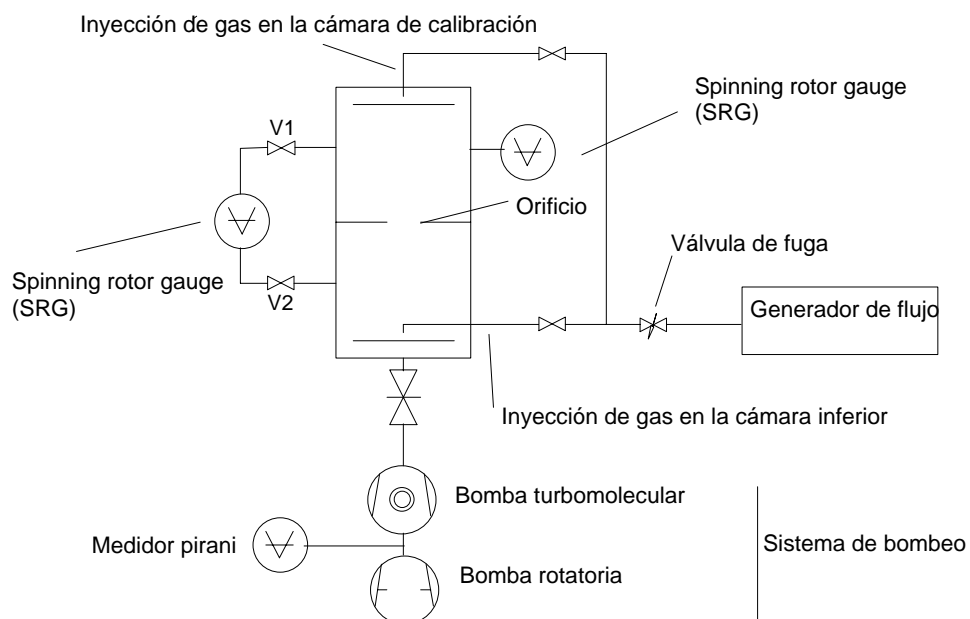 Inyección de gas en la cámara de calibración
Spinning rotor gauge
(SRG)
V1
Orificio
Válvula de fuga
Spinning rotor gauge
(SRG)
V2
Generador de flujo
Inyección de gas en la cámara inferior
Bomba turbomolecular
Medidor pirani
Sistema de bombeo
Bomba rotatoria